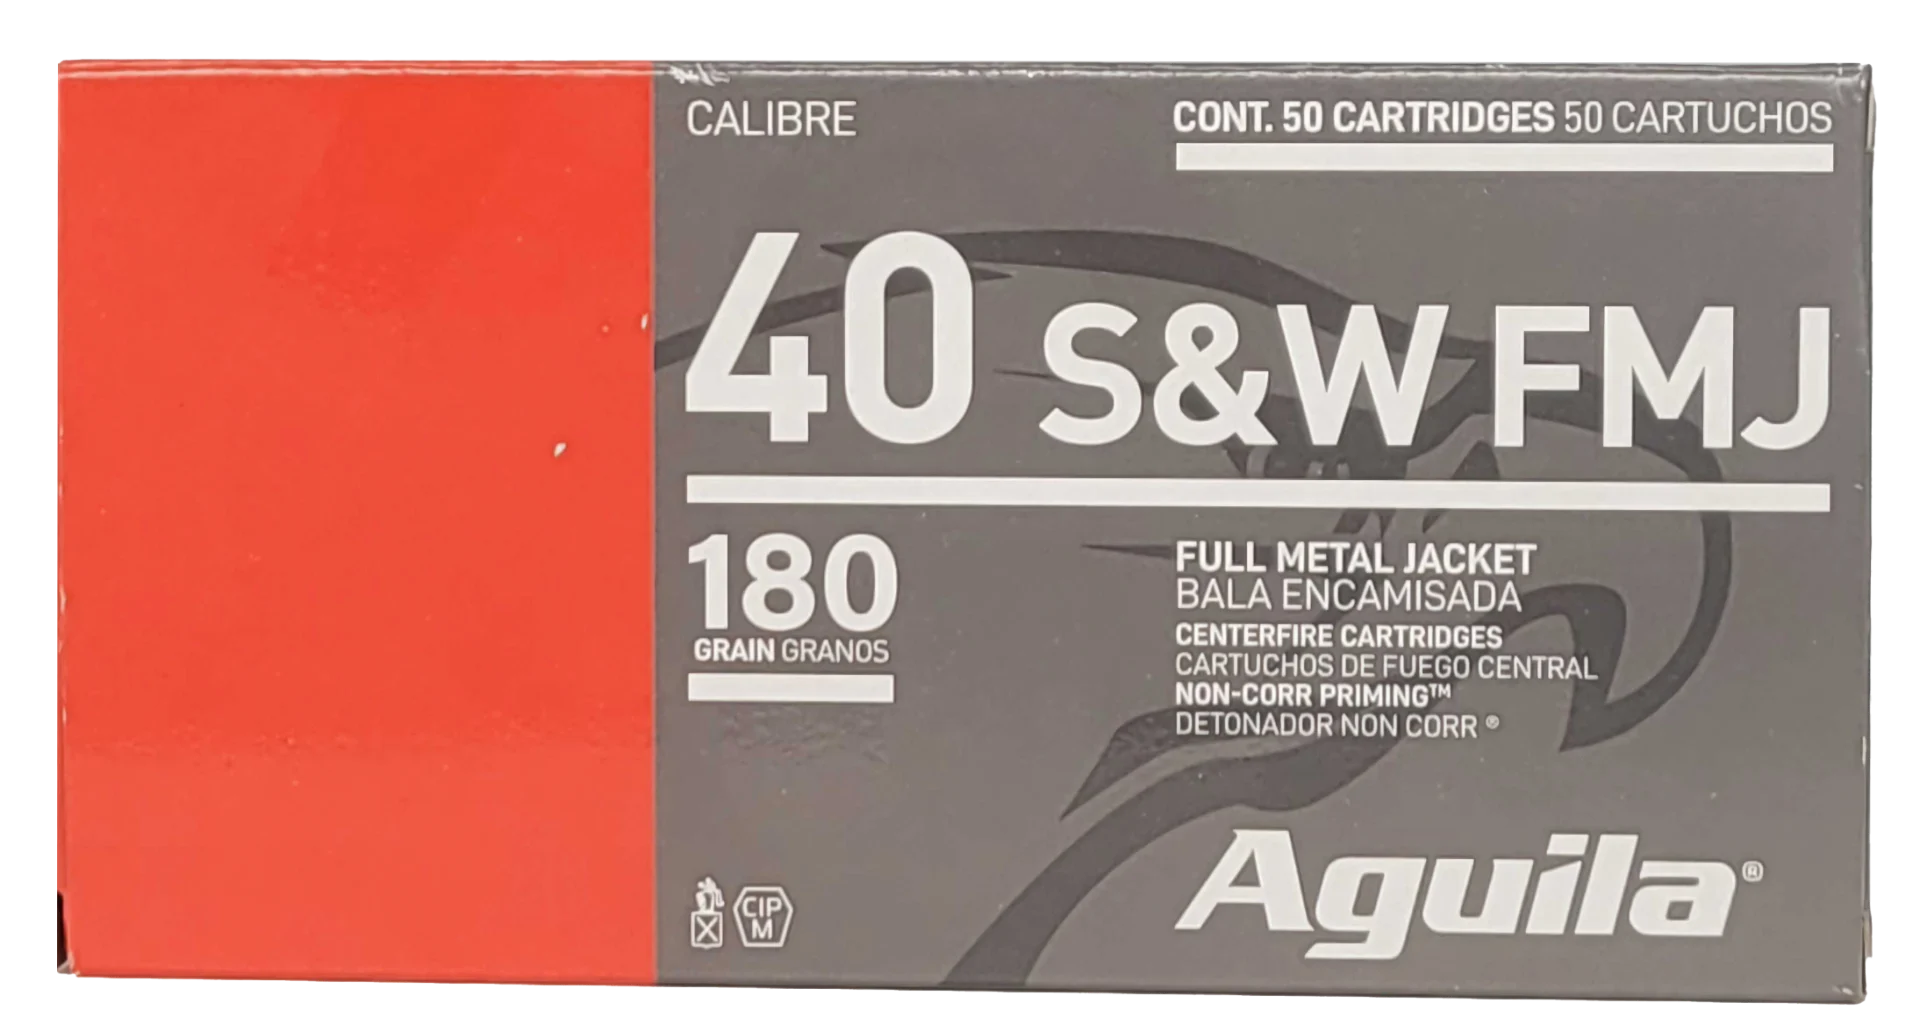 CALIBRE
CONT. 50 CARTRIDGES 50 CARTUCHOS
40 S&W FMJ
180
GRAIN GRANOS
FULL METAL JACKET
BALA ENCAMISADA
CENTERFIRE CARTRIDGES
CARTUCHOS DE FUEGO CENTRAL
NON-CORR PRIMING™
DETONADOR NON CORR ®
CIP
M
Aguila®